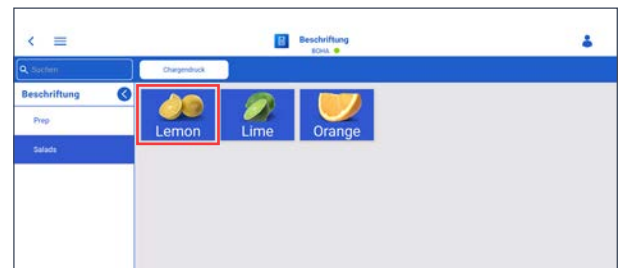 Beschriftung
BOHA
Suchen
Chargendruck
Beschriftung
Prep
Salads
Lemon
Lime
Orange